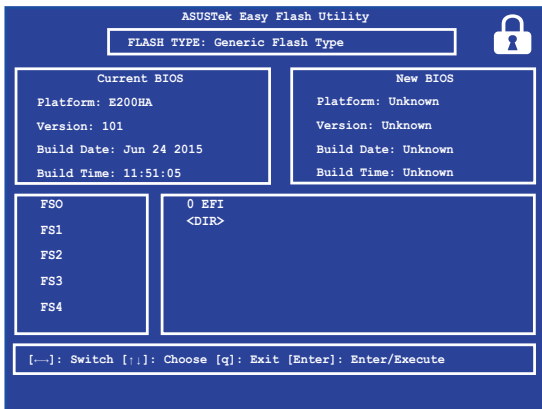 ASUSTek Easy Flash Utility
FLASH TYPE: Generic Flash Type
Current BIOS
Platform: E200HA
Version: 101
Build Date: Jun 24 2015
Build Time: 11:51:05
New BIOS
Platform: Unknown
Version: Unknown
Build Date: Unknown
Build Time: Unknown
FSO
FS1
FS2
FS3
FS4
0 EFI
<DIR>
[←→]: Switch [↑↓]: Choose [q]: Exit [Enter]: Enter/Execute